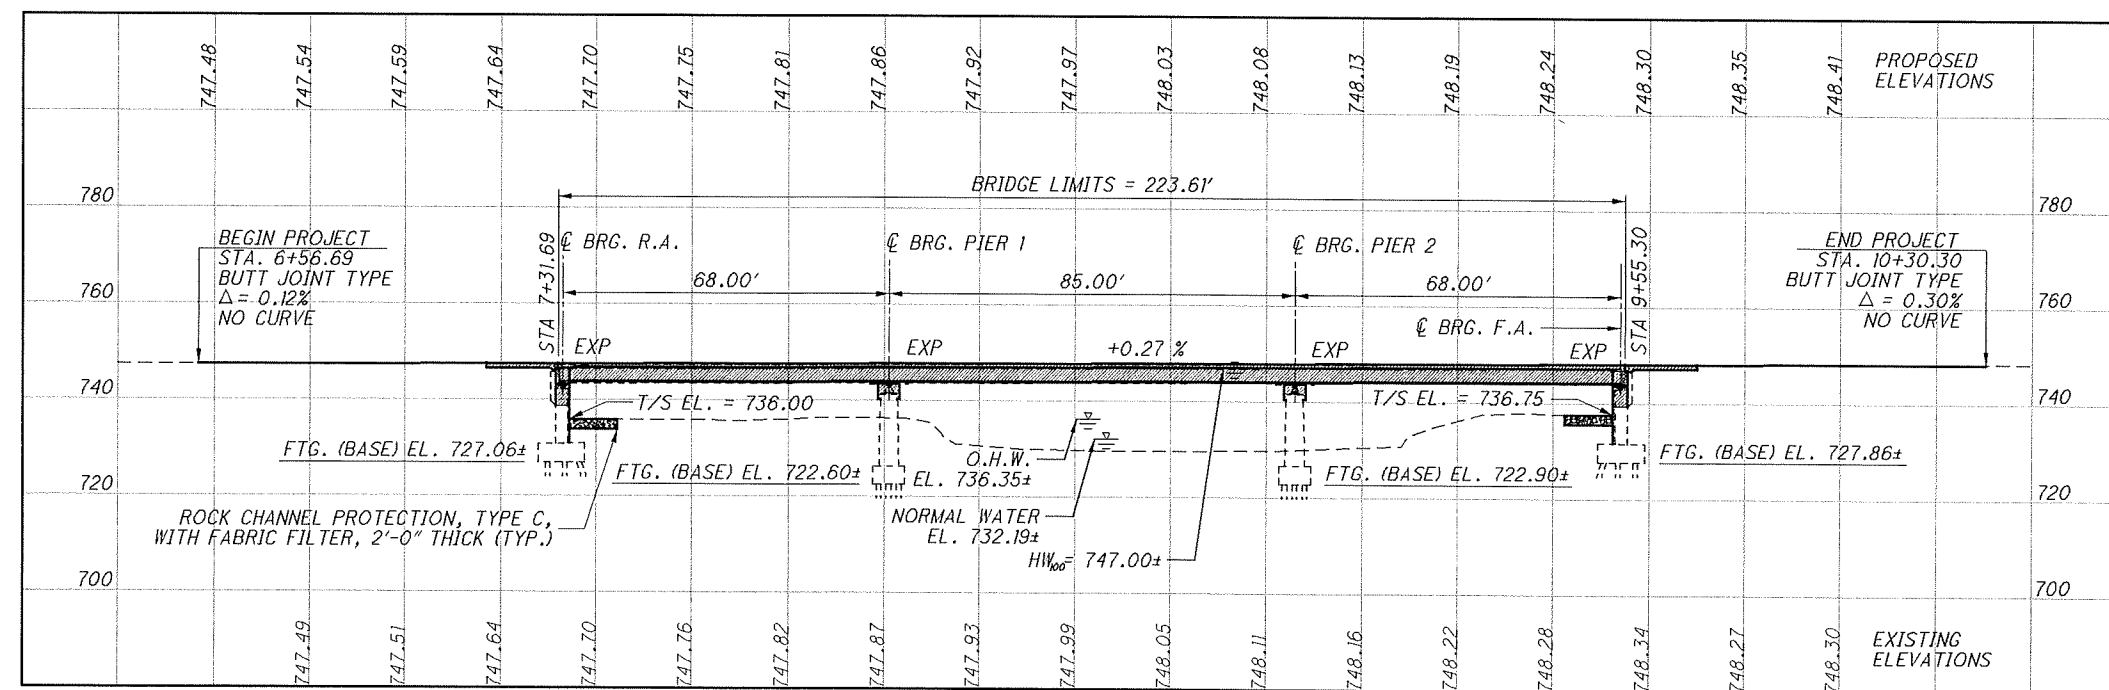 747.48
747.54
747.59
747.64
747.70
747.75
747.81
747.86
747.92
747.97
748.03
748.08
748.13
748.19
748.24
748.30
748.35
748.41
PROPOSED
ELEVATIONS
BRIDGE LIMITS = 223.61'
780
780
BEGIN PROJECT
STA. 6+56.69
BUTT JOINT TYPE
Δ = 0.12%
NO CURVE
STA 7+31.69
℄ BRG. R.A.
℄ BRG. PIER 1
℄ BRG. PIER 2
END PROJECT
STA. 10+30.30
BUTT JOINT TYPE
Δ = 0.30%
NO CURVE
STA 9+55.30
68.00'
85.00'
68.00'
760
760
℄ BRG. F.A.
EXP
EXP
+0.27 %
EXP
EXP
740
740
T/S EL. = 736.00
T/S EL. = 736.75
FTG. (BASE) EL. 727.06±
FTG. (BASE) EL. 722.60±
O.H.W.
EL. 736.35±
FTG. (BASE) EL. 722.90±
FTG. (BASE) EL. 727.86±
720
720
ROCK CHANNEL PROTECTION, TYPE C,
WITH FABRIC FILTER, 2'-0" THICK (TYP.)
NORMAL WATER
EL. 732.19±
HW100= 747.00±
700
700
747.49
747.51
747.64
747.70
747.76
747.82
747.87
747.93
747.99
748.05
748.11
748.16
748.22
748.28
748.34
748.27
748.30
EXISTING
ELEVATIONS